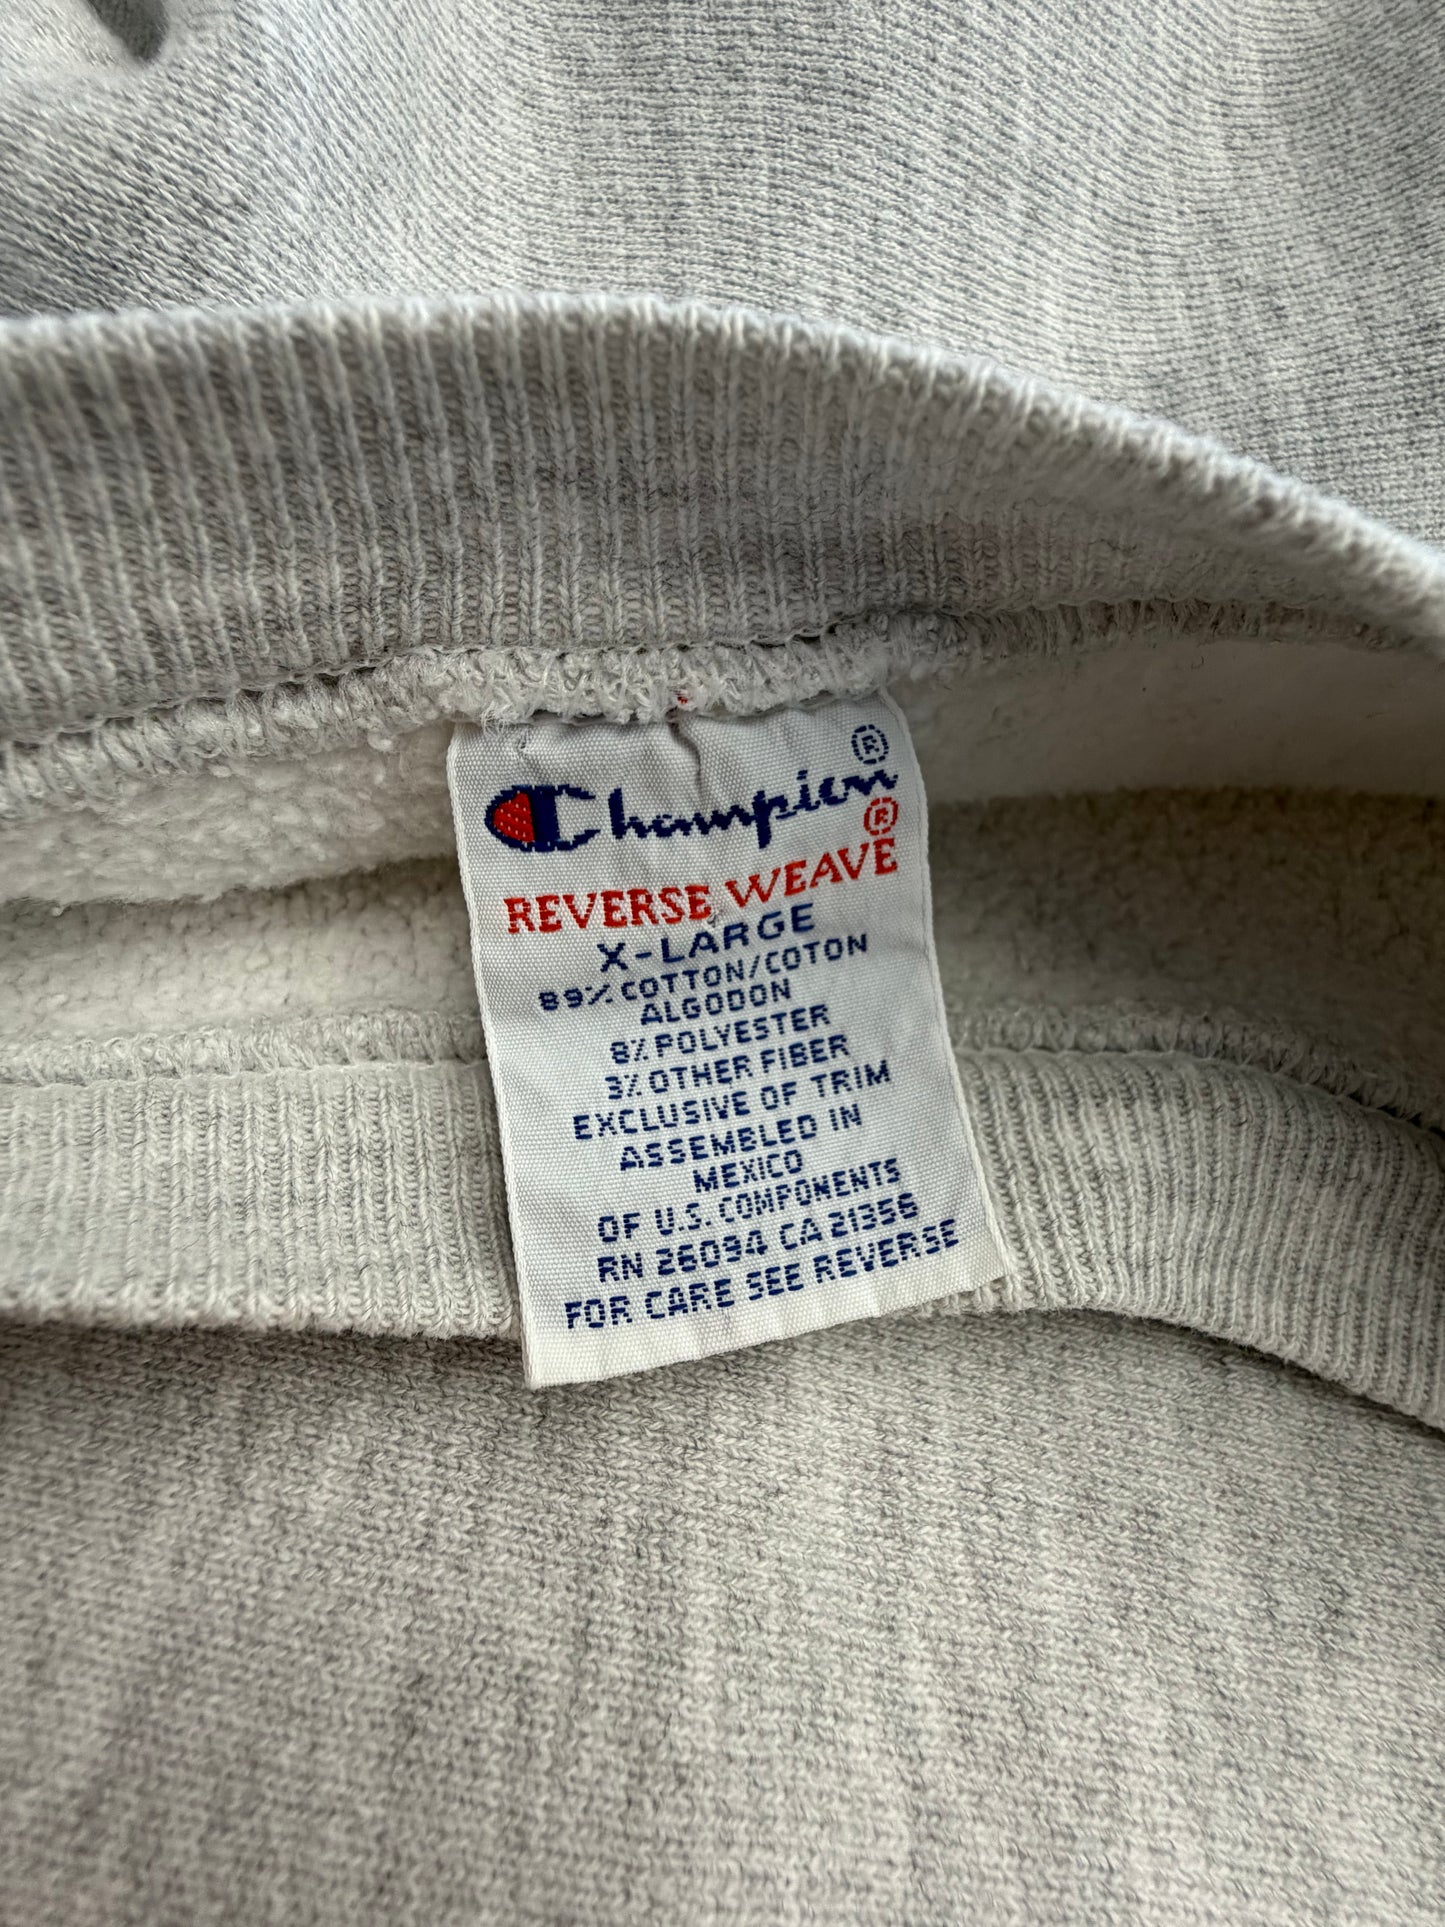 Champion ®
REVERSE WEAVE ®
X-LARGE
89% COTTON/COTON
ALGODON
8% POLYESTER
3% OTHER FIBER
EXCLUSIVE OF TRIM
ASSEMBLED IN
MEXICO
OF U.S. COMPONENTS
RN 26094 CA 21356
FOR CARE SEE REVERSE